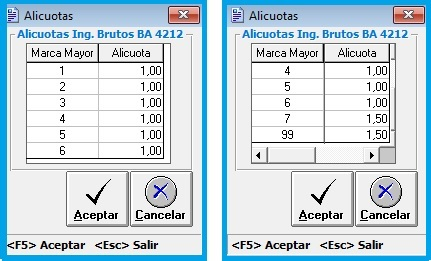 Alicuotas
Alicuotas Ing. Brutos BA 4212
Marca Mayor Alicuota
1 1,00
2 1,00
3 1,00
4 1,00
5 1,00
6 1,00
Aceptar Cancelar
<F5> Aceptar <Esc> Salir
Alicuotas
Alicuotas Ing. Brutos BA 4212
Marca Mayor Alicuota
4 1,00
5 1,00
6 1,00
7 1,50
99 1,50
Aceptar Cancelar
<F5> Aceptar <Esc> Salir